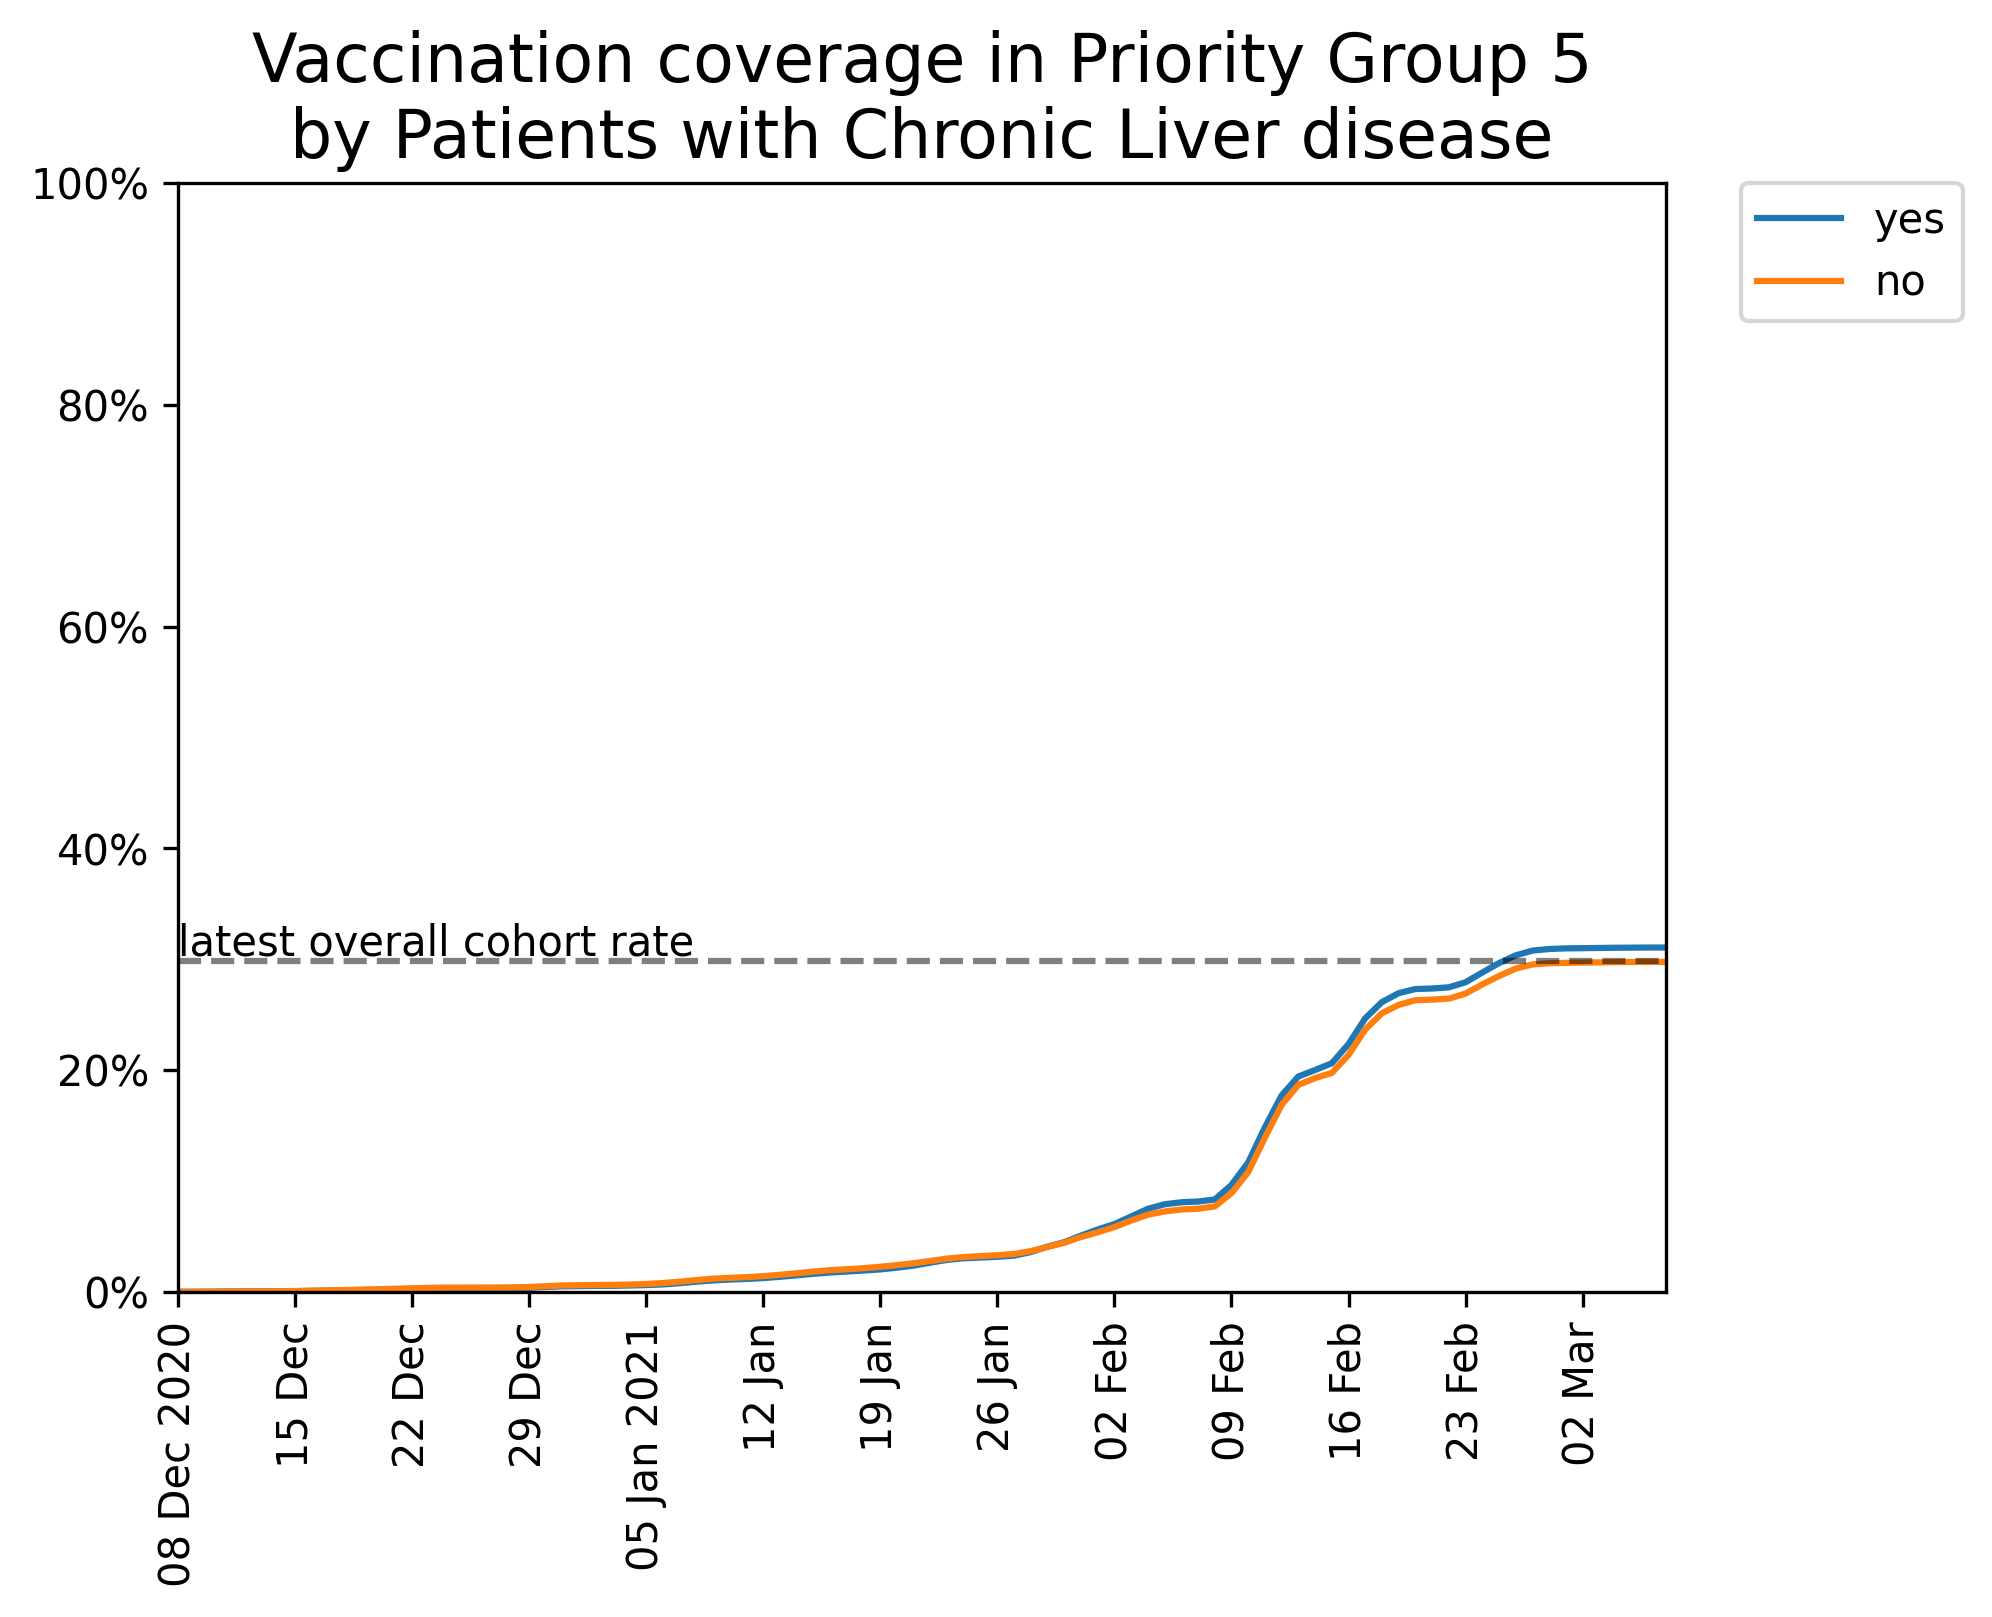 Vaccination coverage in Priority Group 5
by Patients with Chronic Liver disease
100%
80%
60%
40%
20%
0%
latest overall cohort rate
yes
no
08 Dec 2020
15 Dec
22 Dec
29 Dec
05 Jan 2021
12 Jan
19 Jan
26 Jan
02 Feb
09 Feb
16 Feb
23 Feb
02 Mar